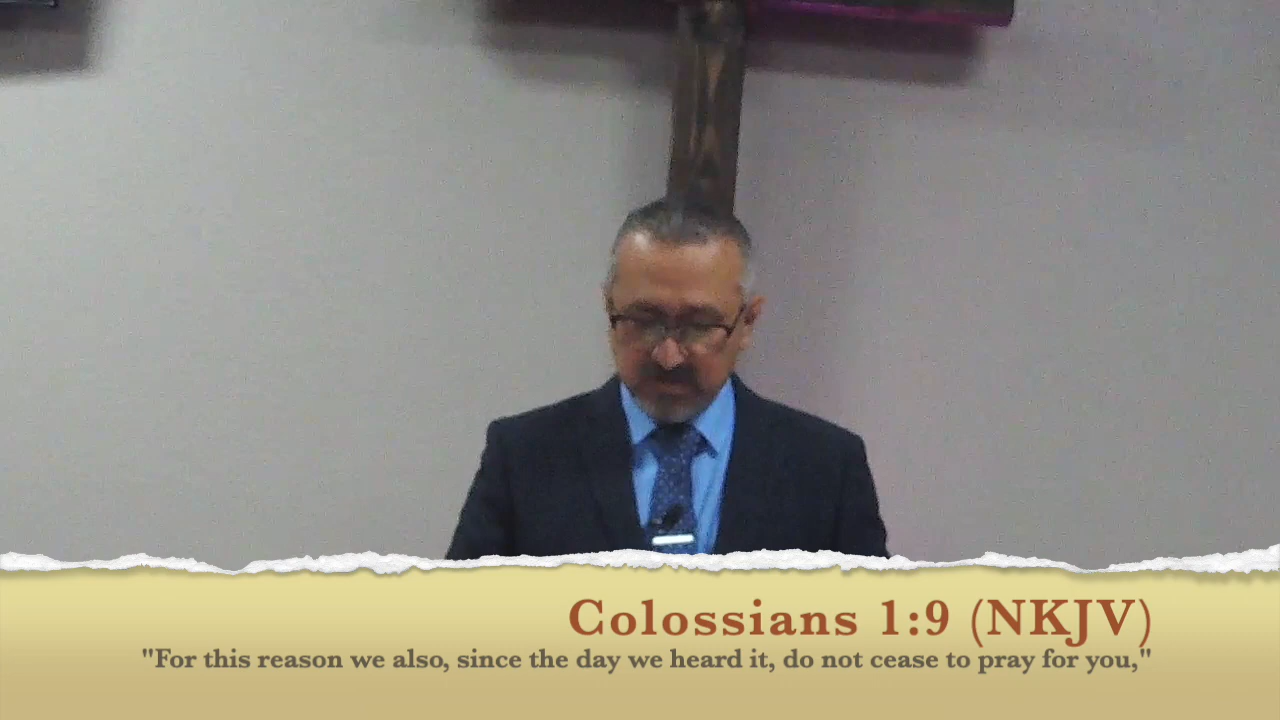 Colossians 1:9 (NKJV)
"For this reason we also, since the day we heard it, do not cease to pray for you,"